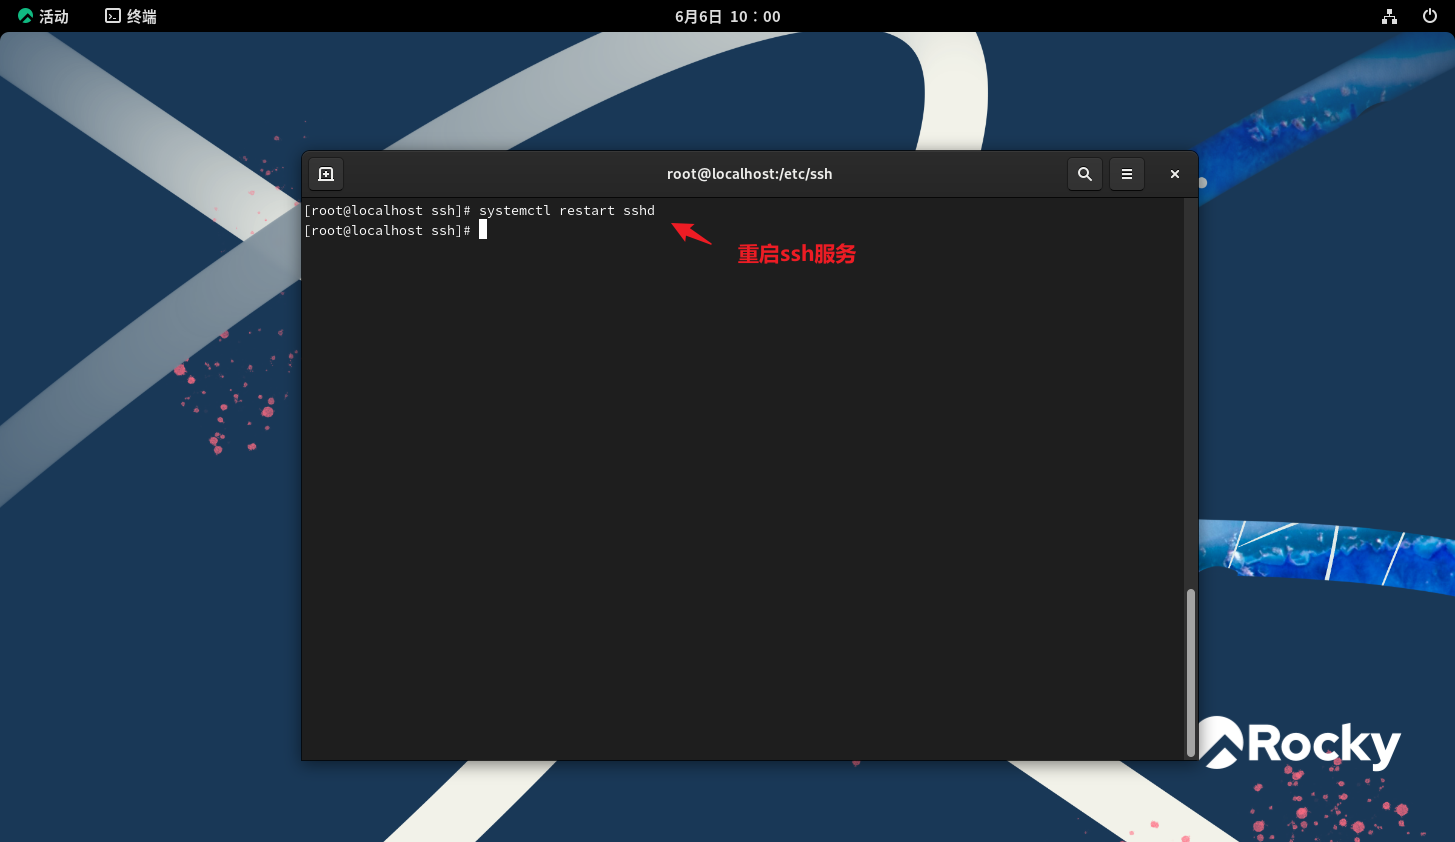 活动 终端 6月6日 10：00
root@localhost:/etc/ssh
[root@localhost ssh]# systemctl restart sshd
[root@localhost ssh]#
重启ssh服务
Rocky